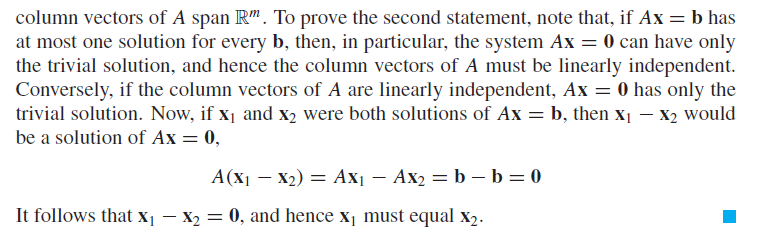 column vectors of A span ℝᵐ. To prove the second statement, note that, if Ax = b has
at most one solution for every b, then, in particular, the system Ax = 0 can have only
the trivial solution, and hence the column vectors of A must be linearly independent.
Conversely, if the column vectors of A are linearly independent, Ax = 0 has only the
trivial solution. Now, if x₁ and x₂ were both solutions of Ax = b, then x₁ − x₂ would
be a solution of Ax = 0,
A(x₁ − x₂) = Ax₁ − Ax₂ = b − b = 0
It follows that x₁ − x₂ = 0, and hence x₁ must equal x₂.